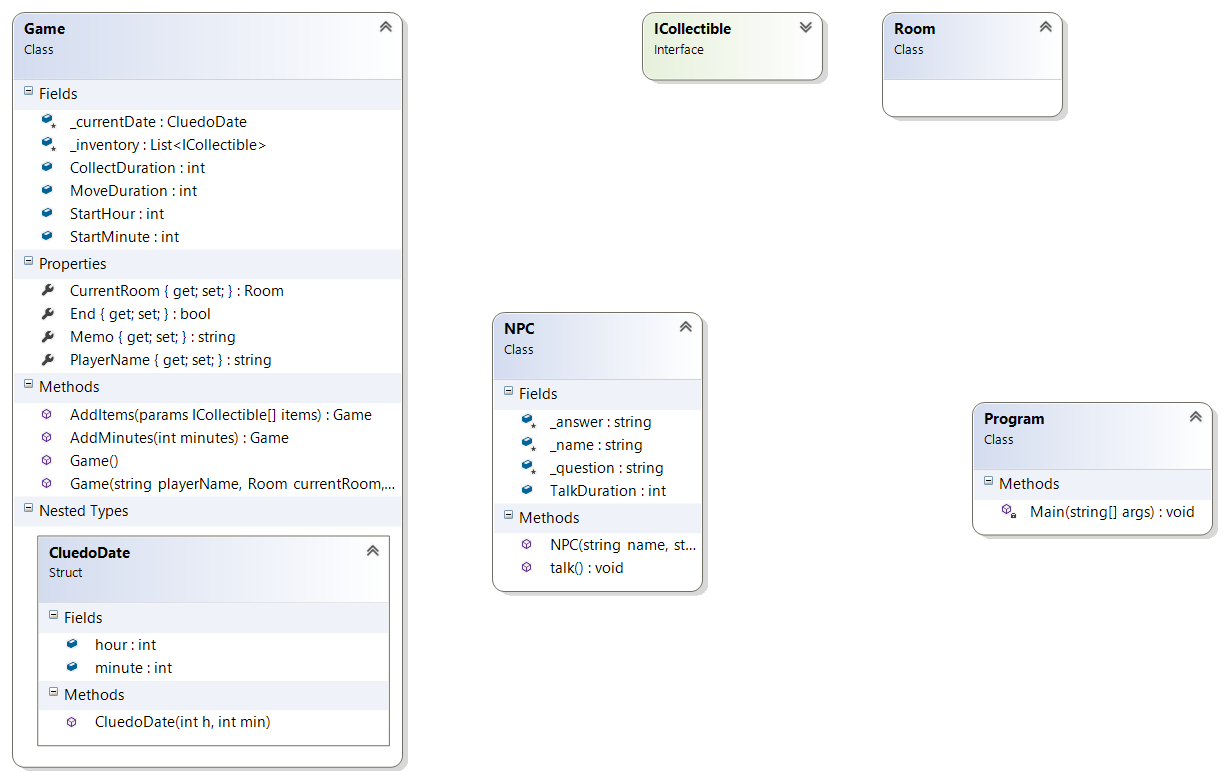 Game
Class
Fields
_currentDate : CluedoDate
_inventory : List<ICollectible>
CollectDuration : int
MoveDuration : int
StartHour : int
StartMinute : int
Properties
CurrentRoom { get; set; } : Room
End { get; set; } : bool
Memo { get; set; } : string
PlayerName { get; set; } : string
Methods
AddItems(params ICollectible[] items) : Game
AddMinutes(int minutes) : Game
Game()
Game(string playerName, Room currentRoom,...
Nested Types
CluedoDate
Struct
Fields
hour : int
minute : int
Methods
CluedoDate(int h, int min)
ICollectible
Interface
Room
Class
NPC
Class
Fields
_answer : string
_name : string
_question : string
TalkDuration : int
Methods
NPC(string name, st...
talk() : void
Program
Class
Methods
Main(string[] args) : void